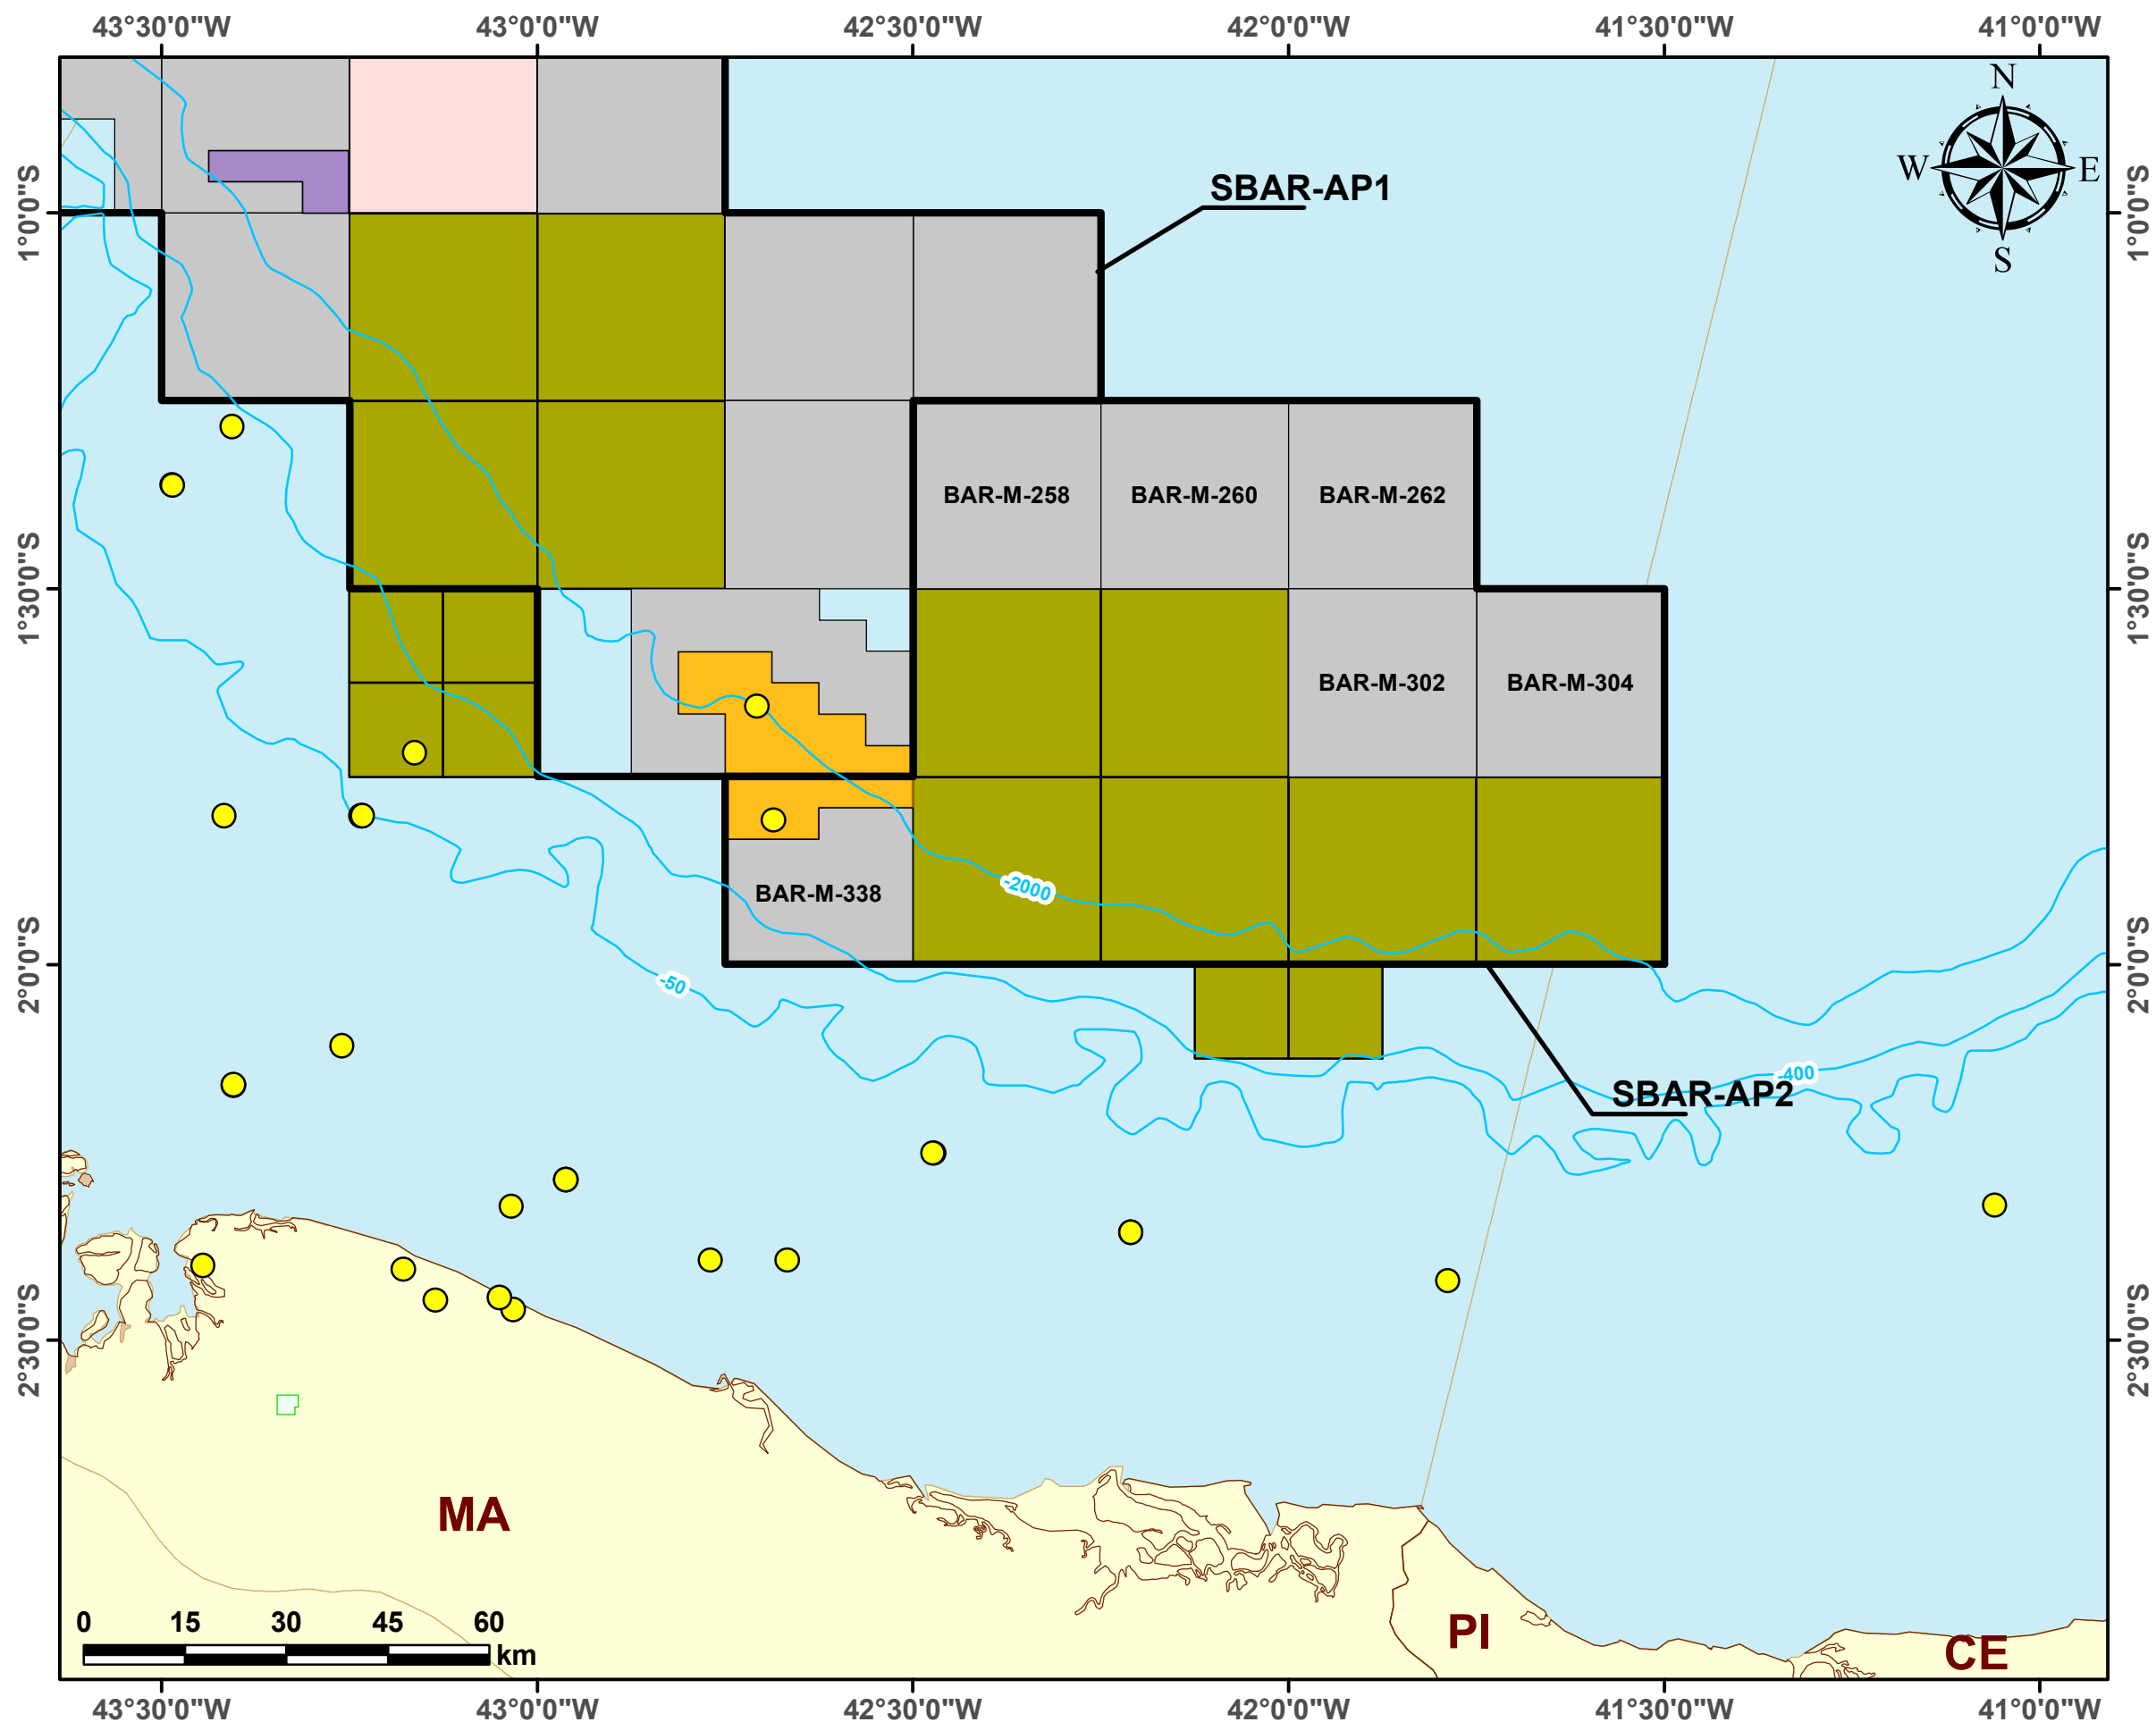 43°30'0"W 43°0'0"W 42°30'0"W 42°0'0"W 41°30'0"W 41°0'0"W
N
W E
S
SBAR-AP1
1°0'0"S 1°0'0"S
BAR-M-258 BAR-M-260 BAR-M-262
1°30'0"S 1°30'0"S
BAR-M-302 BAR-M-304
-2000
BAR-M-338
2°0'0"S 2°0'0"S
-50
-400
SBAR-AP2
2°30'0"S 2°30'0"S
MA
PI
CE
0 15 30 45 60
km
43°30'0"W 43°0'0"W 42°30'0"W 42°0'0"W 41°30'0"W 41°0'0"W